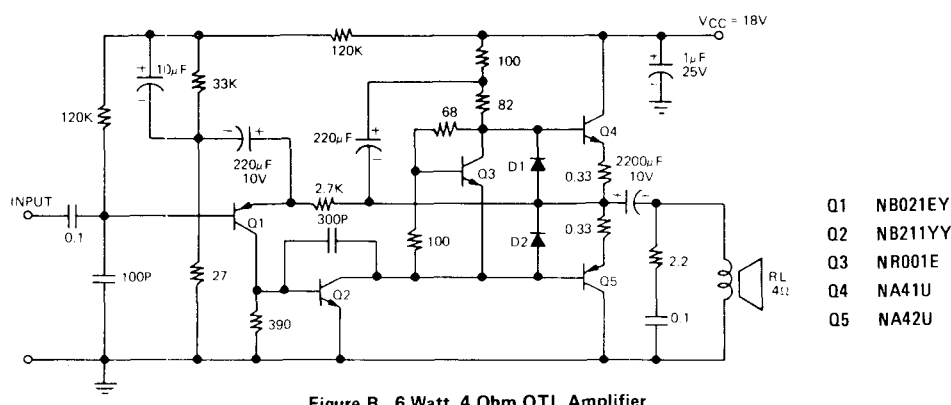 VCC = 18V
120K
100
1μF
25V
10μF
33K
82
68
120K
Q4
220μF
10V
220μF
D1
2200μF
10V
0.33
Q3
2.7K
INPUT
300P
Q1
0.1
100
D2
0.33
Q1 NB021EY
Q2 NB211YY
Q3 NR001E
Q4 NA41U
Q5 NA42U
100P
27
Q2
Q5
2.2
RL
4Ω
390
0.1
Figure B. 6 Watt, 4 Ohm OTL Amplifier